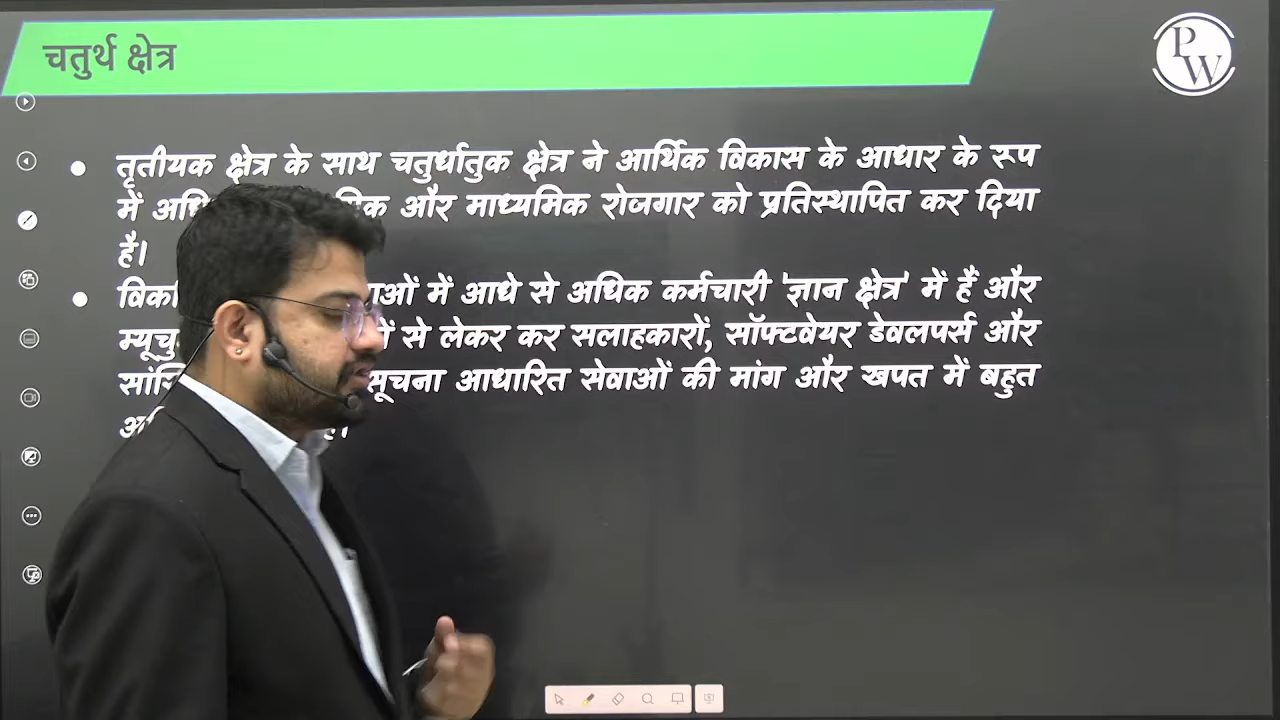 चतुर्थ क्षेत्र
PW
तृतीयक क्षेत्र के साथ चतुर्धातुक क्षेत्र ने आर्थिक विकास के आधार के रूप
में और माध्यमिक रोजगार को प्रतिस्थापित कर दिया
है।
में आधे से अधिक कर्मचारी 'ज्ञान क्षेत्र' में हैं और
से लेकर कर सलाहकारों, सॉफ्टवेयर डेवलपर्स और
सूचना आधारित सेवाओं की मांग और खपत में बहुत
है।